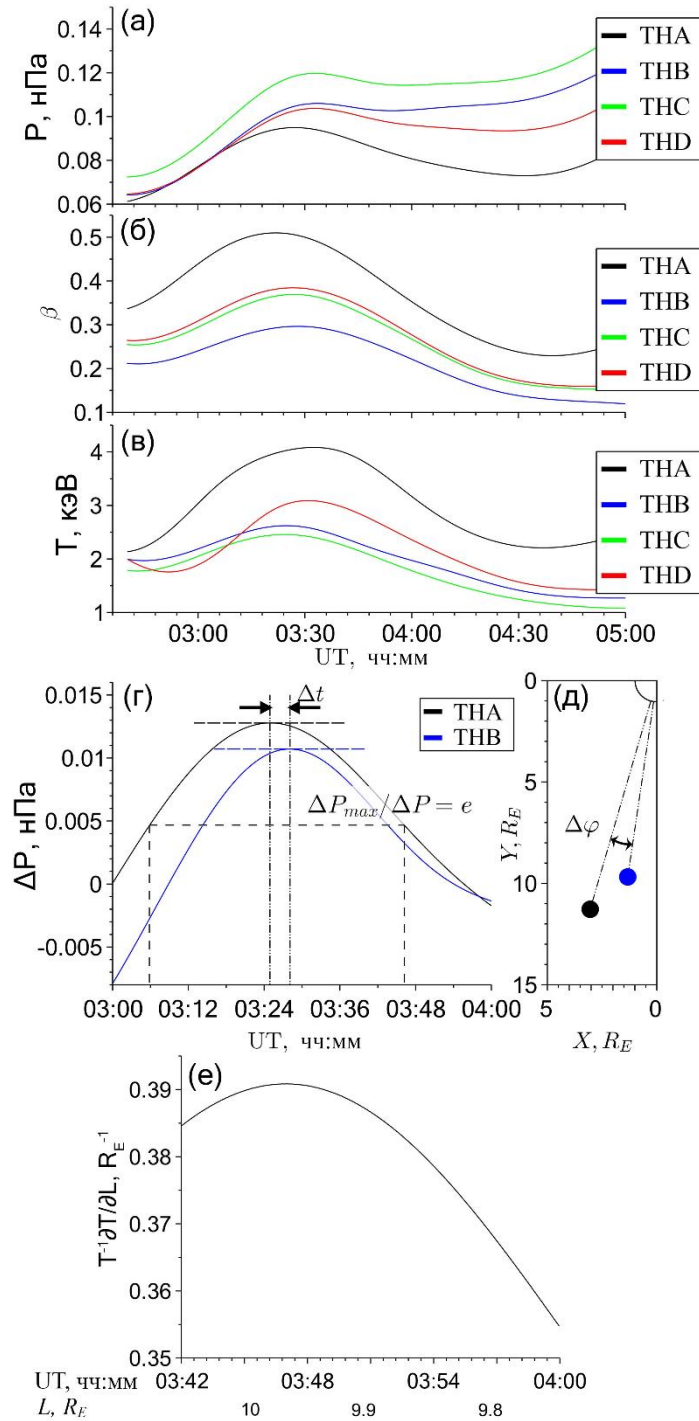 (а)
0.14
0.12
0.1
0.08
0.06
P, нПа
THA
THB
THC
THD
(б)
0.5
0.4
0.3
0.2
0.1
β
THA
THB
THC
THD
(в)
4
3
2
1
T, кэВ
THA
THB
THC
THD
03:00 03:30 04:00 04:30 05:00
UT, чч:мм
(г)
Δt
THA
THB
0.015
0.01
0.005
0
-0.005
ΔP, нПа
ΔPmax/ΔP = e
03:00 03:12 03:24 03:36 03:48 04:00
UT, чч:мм
(д)
0
5
10
15
Y, RE
Δφ
5 0
X, RE
(е)
0.39
0.38
0.37
0.36
0.35
T-1∂T/∂L, RE-1
UT, чч:мм 03:42 03:48 03:54 04:00
L, RE 10 9.9 9.8